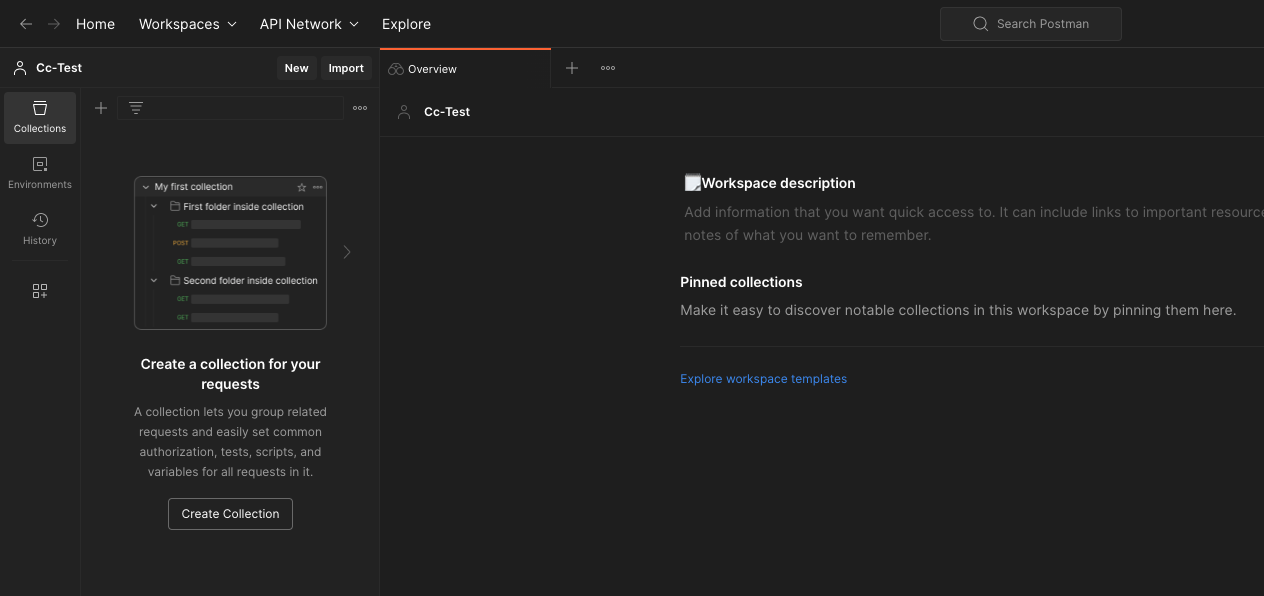 Home Workspaces API Network Explore Search Postman
Cc-Test New Import
Overview
Collections
Environments
History
My first collection
First folder inside collection
GET
POST
GET
Second folder inside collection
GET
GET
Create a collection for your
requests
A collection lets you group related
requests and easily set common
authorization, tests, scripts, and
variables for all requests in it.
Create Collection
Cc-Test
Workspace description
Add information that you want quick access to. It can include links to important resource
notes of what you want to remember.
Pinned collections
Make it easy to discover notable collections in this workspace by pinning them here.
Explore workspace templates